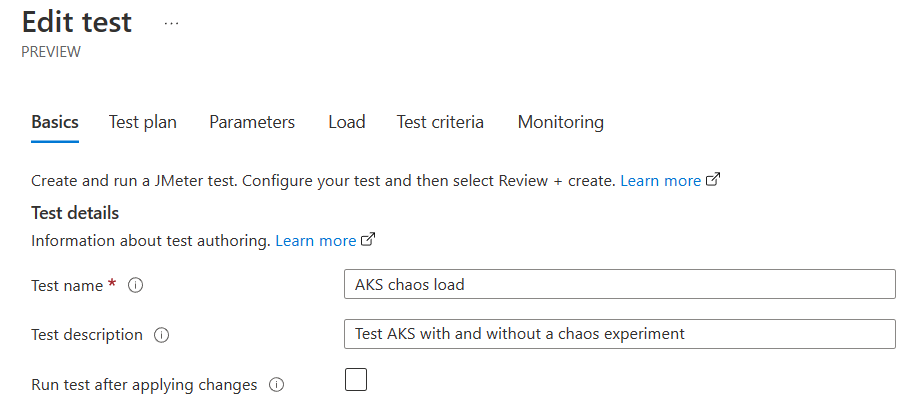 Edit test ...
PREVIEW
Basics Test plan Parameters Load Test criteria Monitoring
Create and run a JMeter test. Configure your test and then select Review + create. Learn more
Test details
Information about test authoring. Learn more
Test name * AKS chaos load
Test description Test AKS with and without a chaos experiment
Run test after applying changes